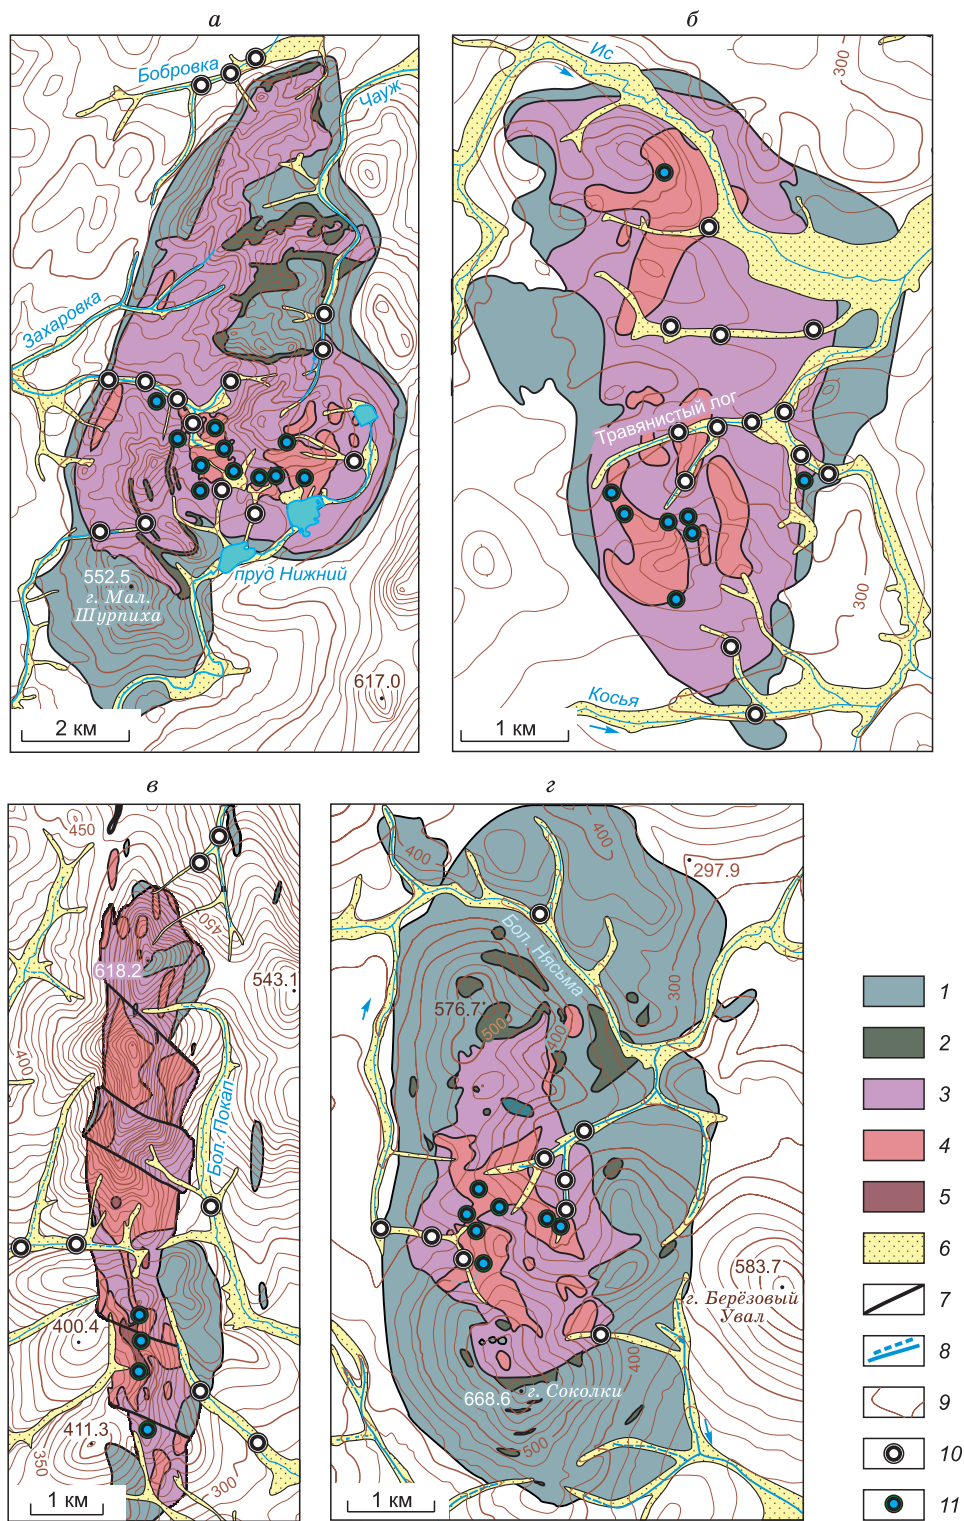 а
б
Бобровка
Чауж
Захаровка
552.5
г. Мал.
Шурпиха
пруд Нижний
617.0
2 км
Ис
300
Травянистый лог
300
300
Косья
1 км
в
г
450
450
618.2
543.1
400
Бол. Покап
400.4
411.3
350
300
1 км
400
400
297.9
Бол. Нясьма
576.7
500
400
300
583.7
г. Берёзовый
Увал
400
668.6
г. Соколки
500
1 км
1
2
3
4
5
6
7
8
9
10
11